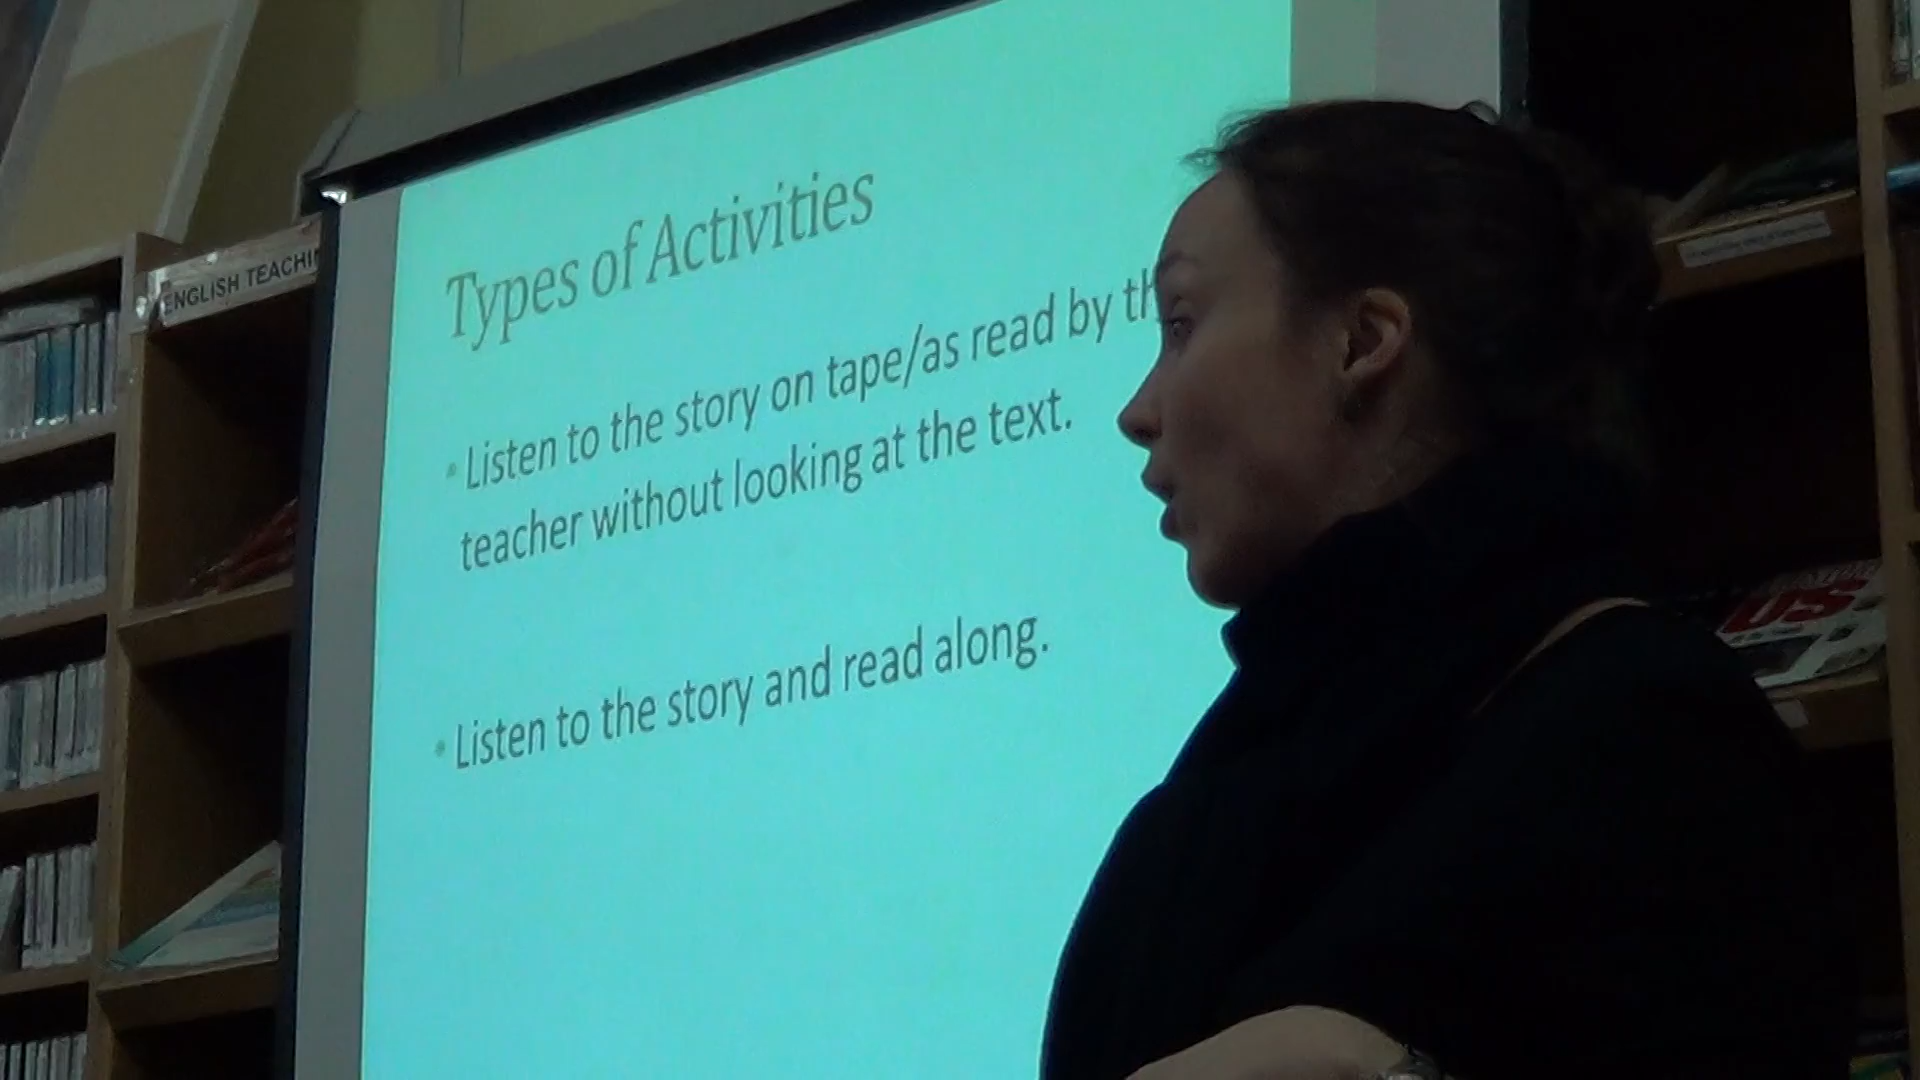 Types of Activities
• Listen to the story on tape/as read by th
teacher without looking at the text.
• Listen to the story and read along.
ENGLISH TEACHI
US